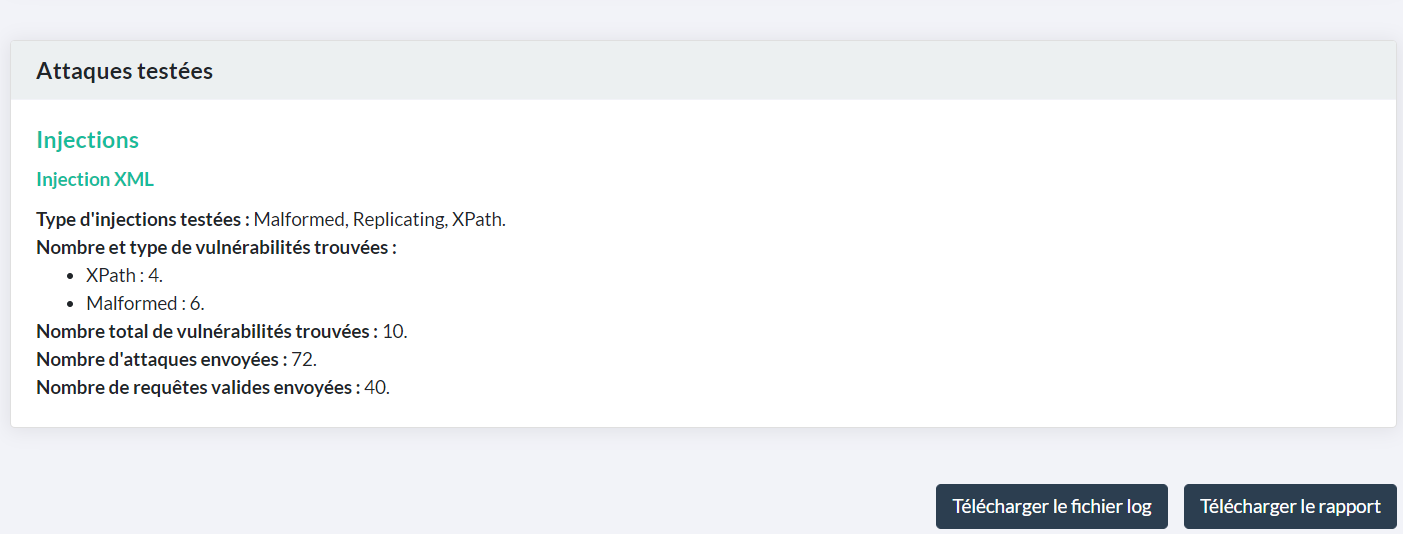 Attaques testées
Injections
Injection XML
Type d'injections testées : Malformed, Replicating, XPath.
Nombre et type de vulnérabilités trouvées :
• XPath : 4.
• Malformed : 6.
Nombre total de vulnérabilités trouvées : 10.
Nombre d'attaques envoyées : 72.
Nombre de requêtes valides envoyées : 40.
Télécharger le fichier log
Télécharger le rapport